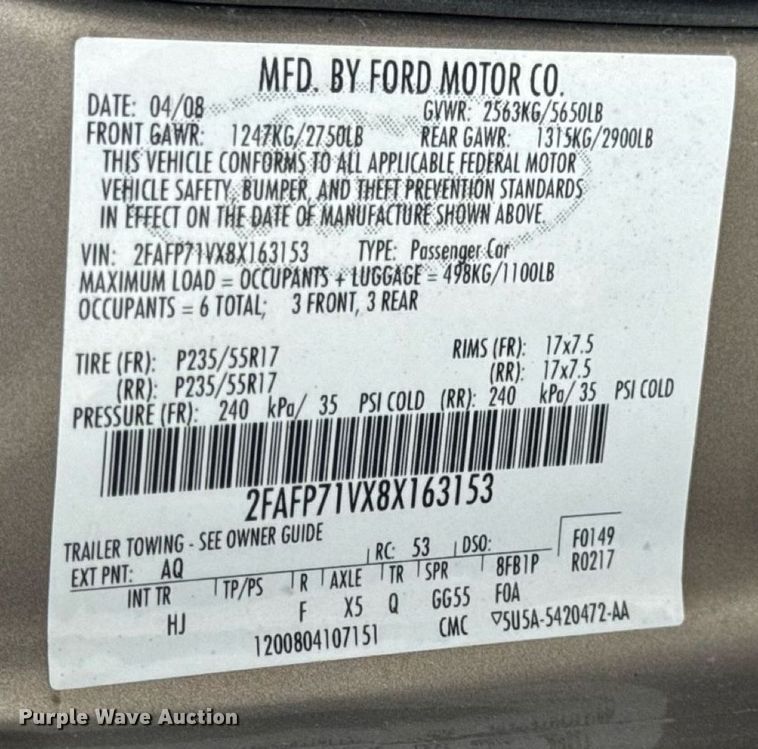 MFD. BY FORD MOTOR CO.
DATE: 04/08 GVWR: 2563KG/5650LB
FRONT GAWR: 1247KG/2750LB REAR GAWR: 1315KG/2900LB
THIS VEHICLE CONFORMS TO ALL APPLICABLE FEDERAL MOTOR
VEHICLE SAFETY, BUMPER, AND THEFT PREVENTION STANDARDS
IN EFFECT ON THE DATE OF MANUFACTURE SHOWN ABOVE.
VIN: 2FAFP71VX8X163153 TYPE: Passenger Car
MAXIMUM LOAD = OCCUPANTS + LUGGAGE = 498KG/1100LB
OCCUPANTS = 6 TOTAL; 3 FRONT, 3 REAR
TIRE (FR): P235/55R17 RIMS (FR): 17x7.5
(RR): P235/55R17 (RR): 17x7.5
PRESSURE (FR): 240 kPa/ 35 PSI COLD (RR): 240 kPa/ 35 PSI COLD
2FAFP71VX8X163153
TRAILER TOWING - SEE OWNER GUIDE
EXT PNT: AQ RC: 53 DSO: F0149
INT TR TP/PS R AXLE TR SPR 8FB1P R0217
HJ F X5 Q GG55 FOA
1200804107151 CMC ▽5U5A-5420472-AA
Purple Wave Auction